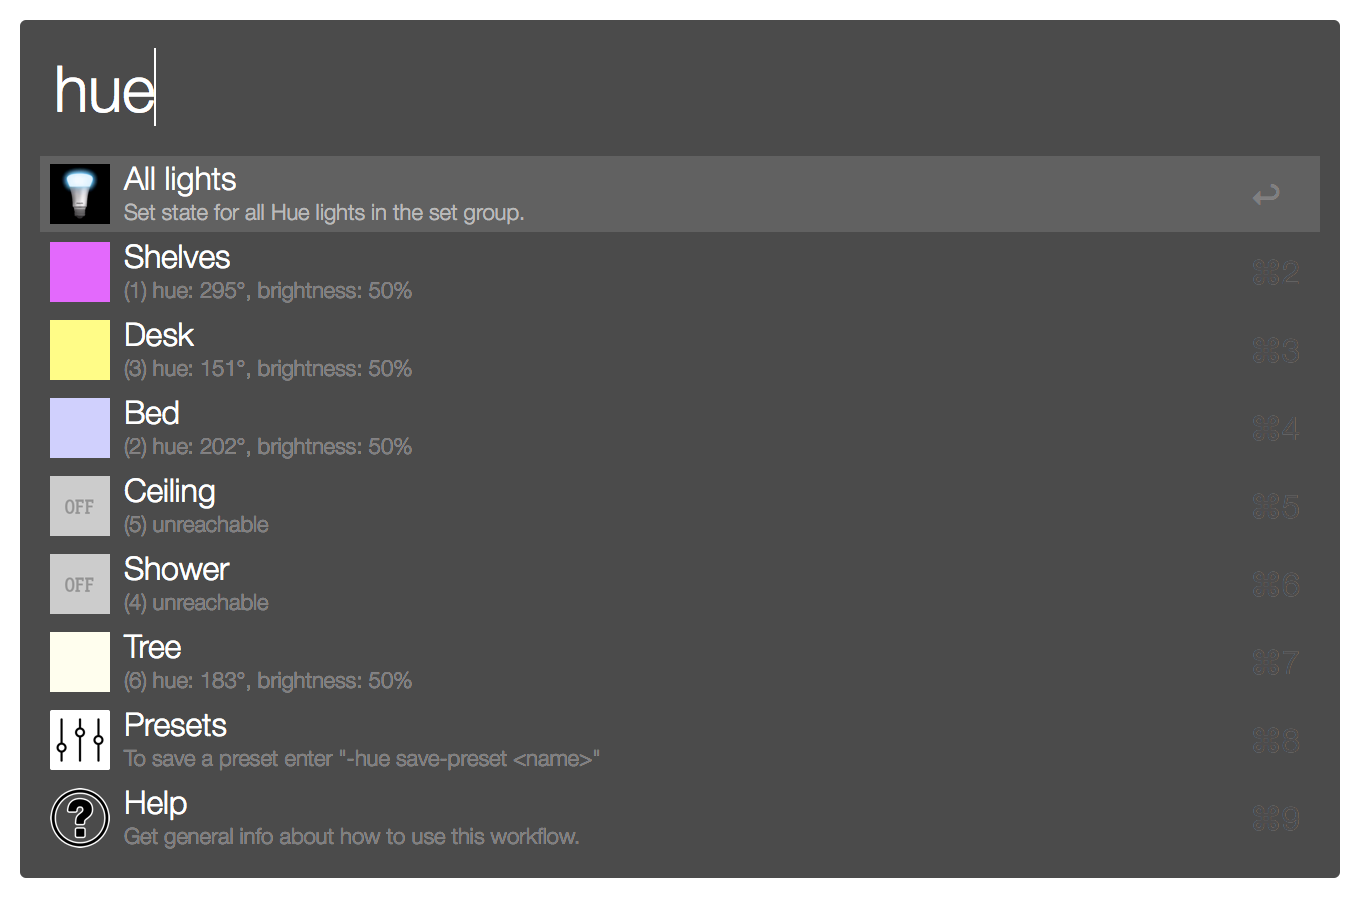 hue
All lights
Set state for all Hue lights in the set group.
Shelves
(1) hue: 295°, brightness: 50%
⌘2
Desk
(3) hue: 151°, brightness: 50%
⌘3
Bed
(2) hue: 202°, brightness: 50%
⌘4
OFF
Ceiling
(5) unreachable
⌘5
OFF
Shower
(4) unreachable
⌘6
Tree
(6) hue: 183°, brightness: 50%
⌘7
Presets
To save a preset enter "-hue save-preset <name>"
⌘8
?
Help
Get general info about how to use this workflow.
⌘9